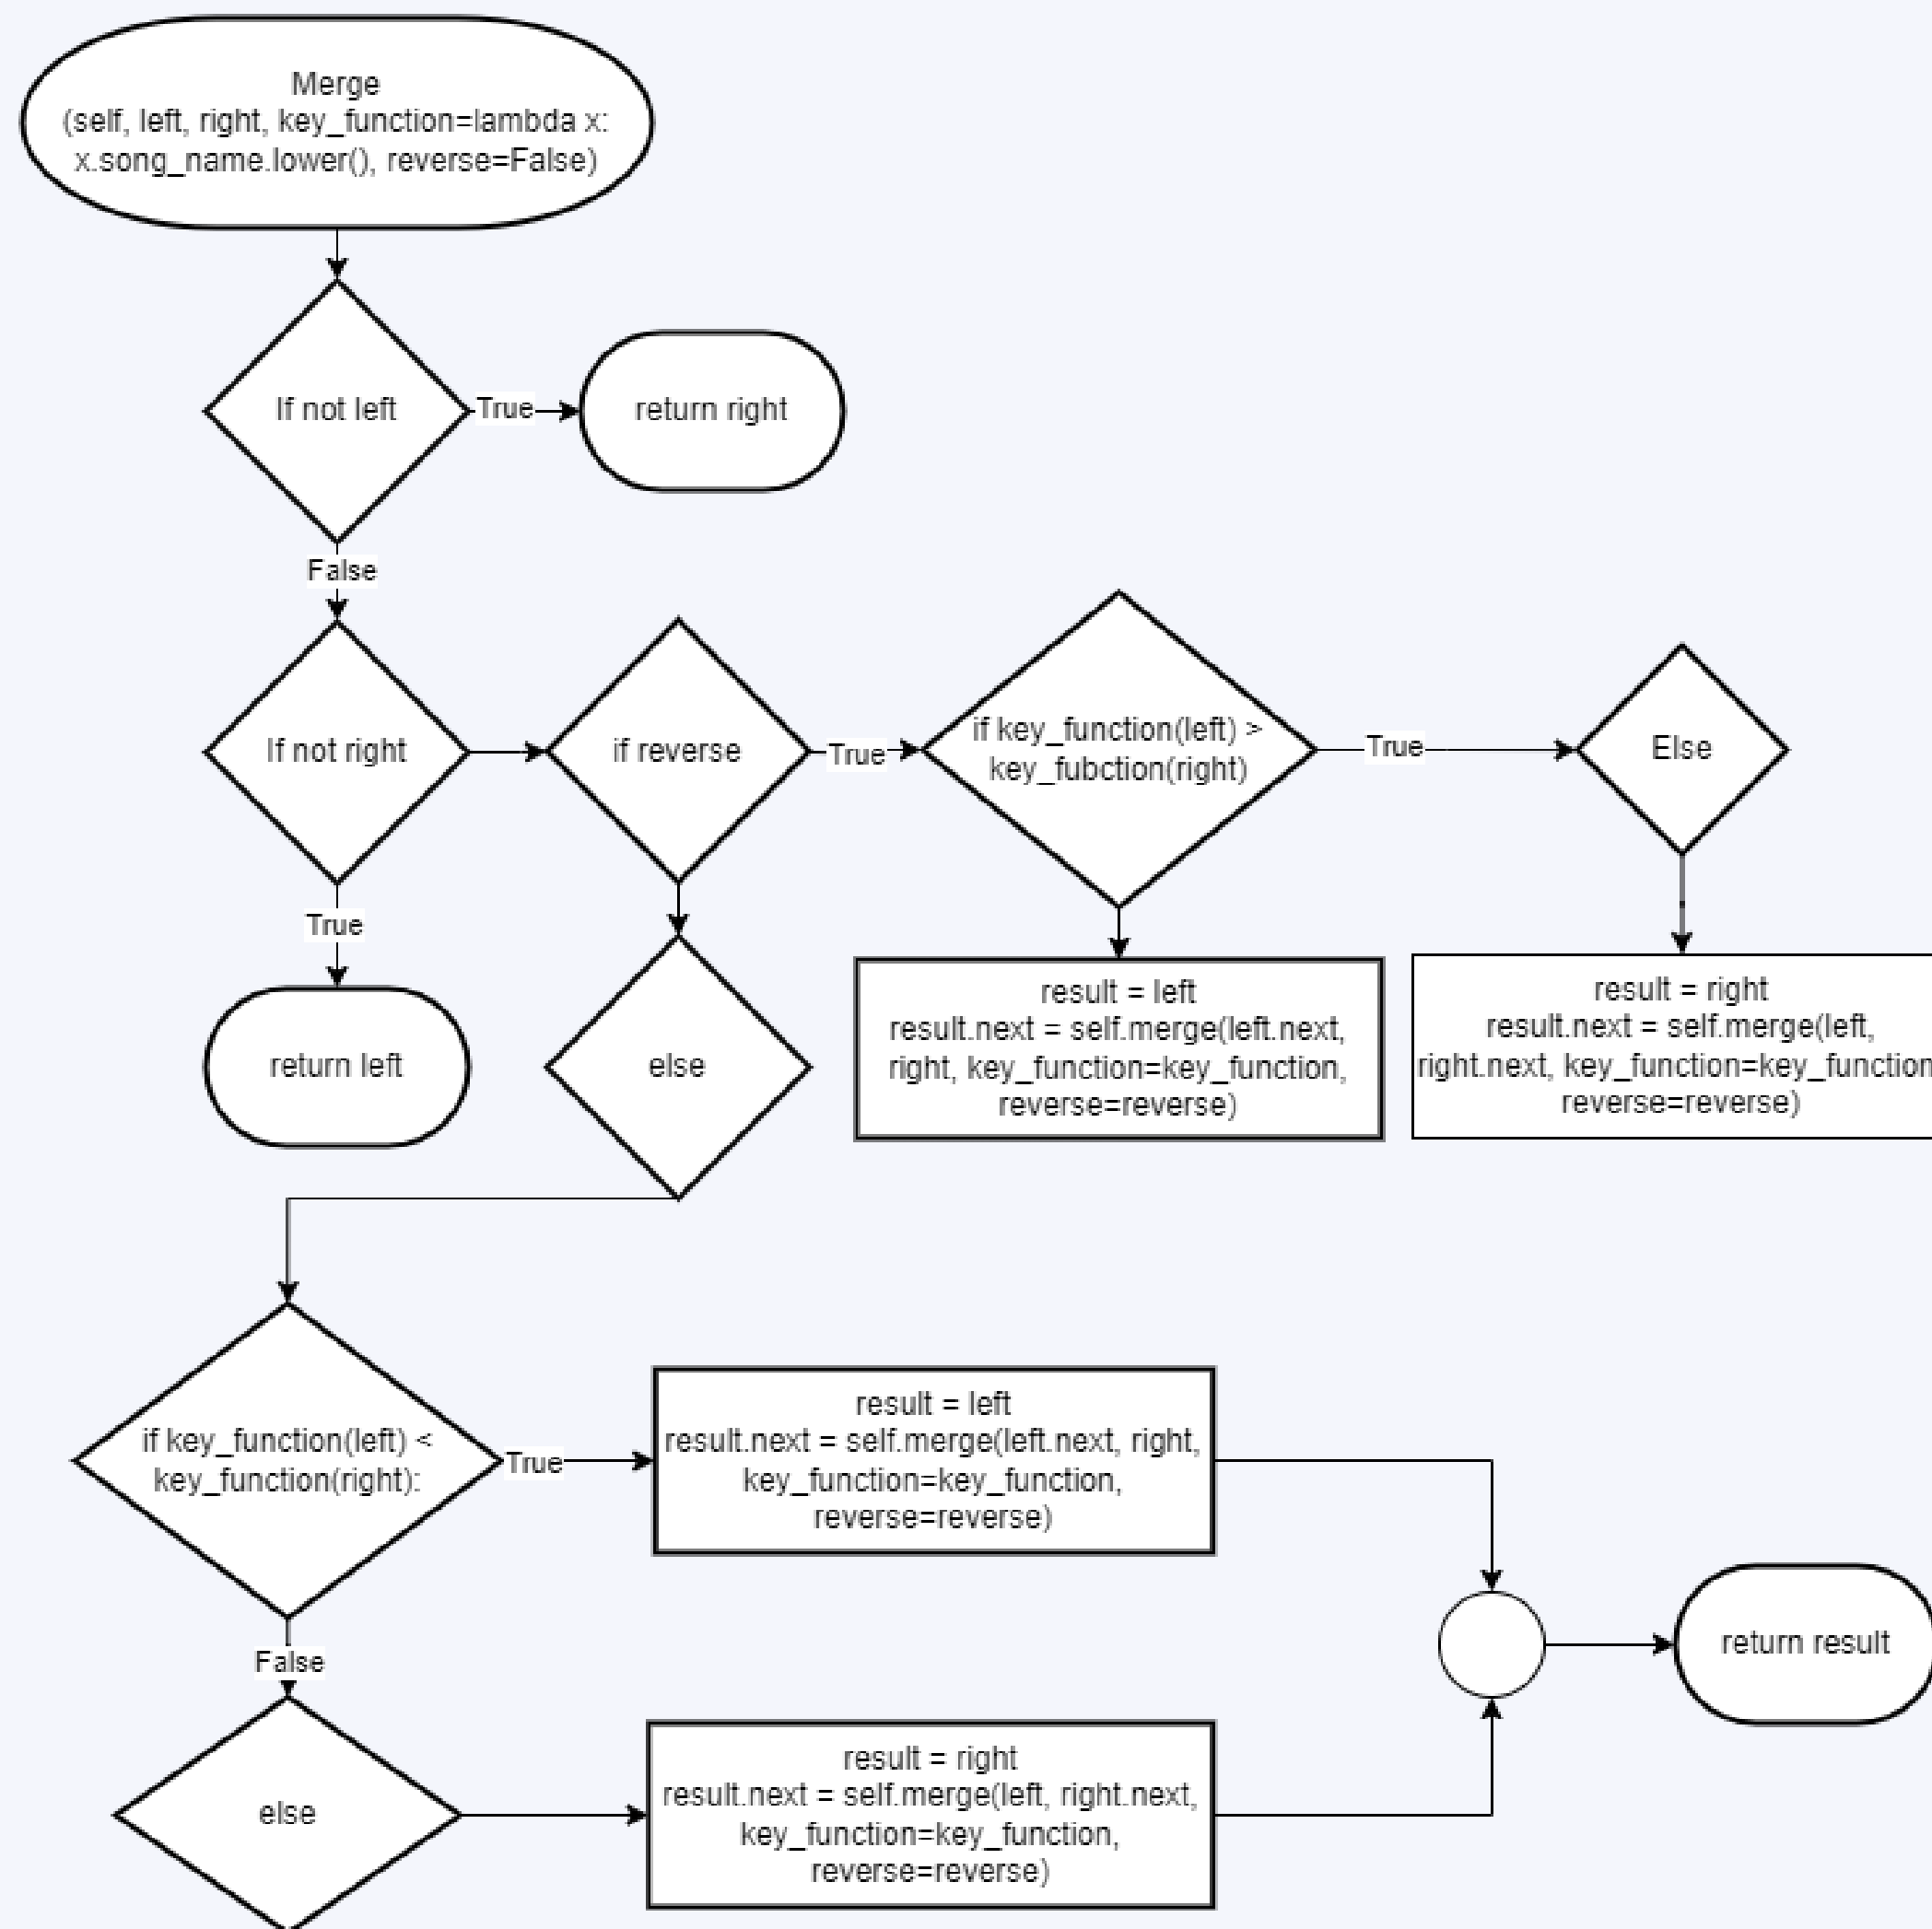 Merge
(self, left, right, key_function=lambda x:
x.song_name.lower(), reverse=False)
If not left
True
return right
False
If not right
if reverse
True
if key_function(left) >
key_fubction(right)
True
Else
True
return left
else
result = left
result.next = self.merge(left.next,
right, key_function=key_function,
reverse=reverse)
result = right
result.next = self.merge(left,
right.next, key_function=key_function
reverse=reverse)
if key_function(left) <
key_function(right):
True
result = left
result.next = self.merge(left.next, right,
key_function=key_function,
reverse=reverse)
return result
False
else
result = right
result.next = self.merge(left, right.next,
key_function=key_function,
reverse=reverse)